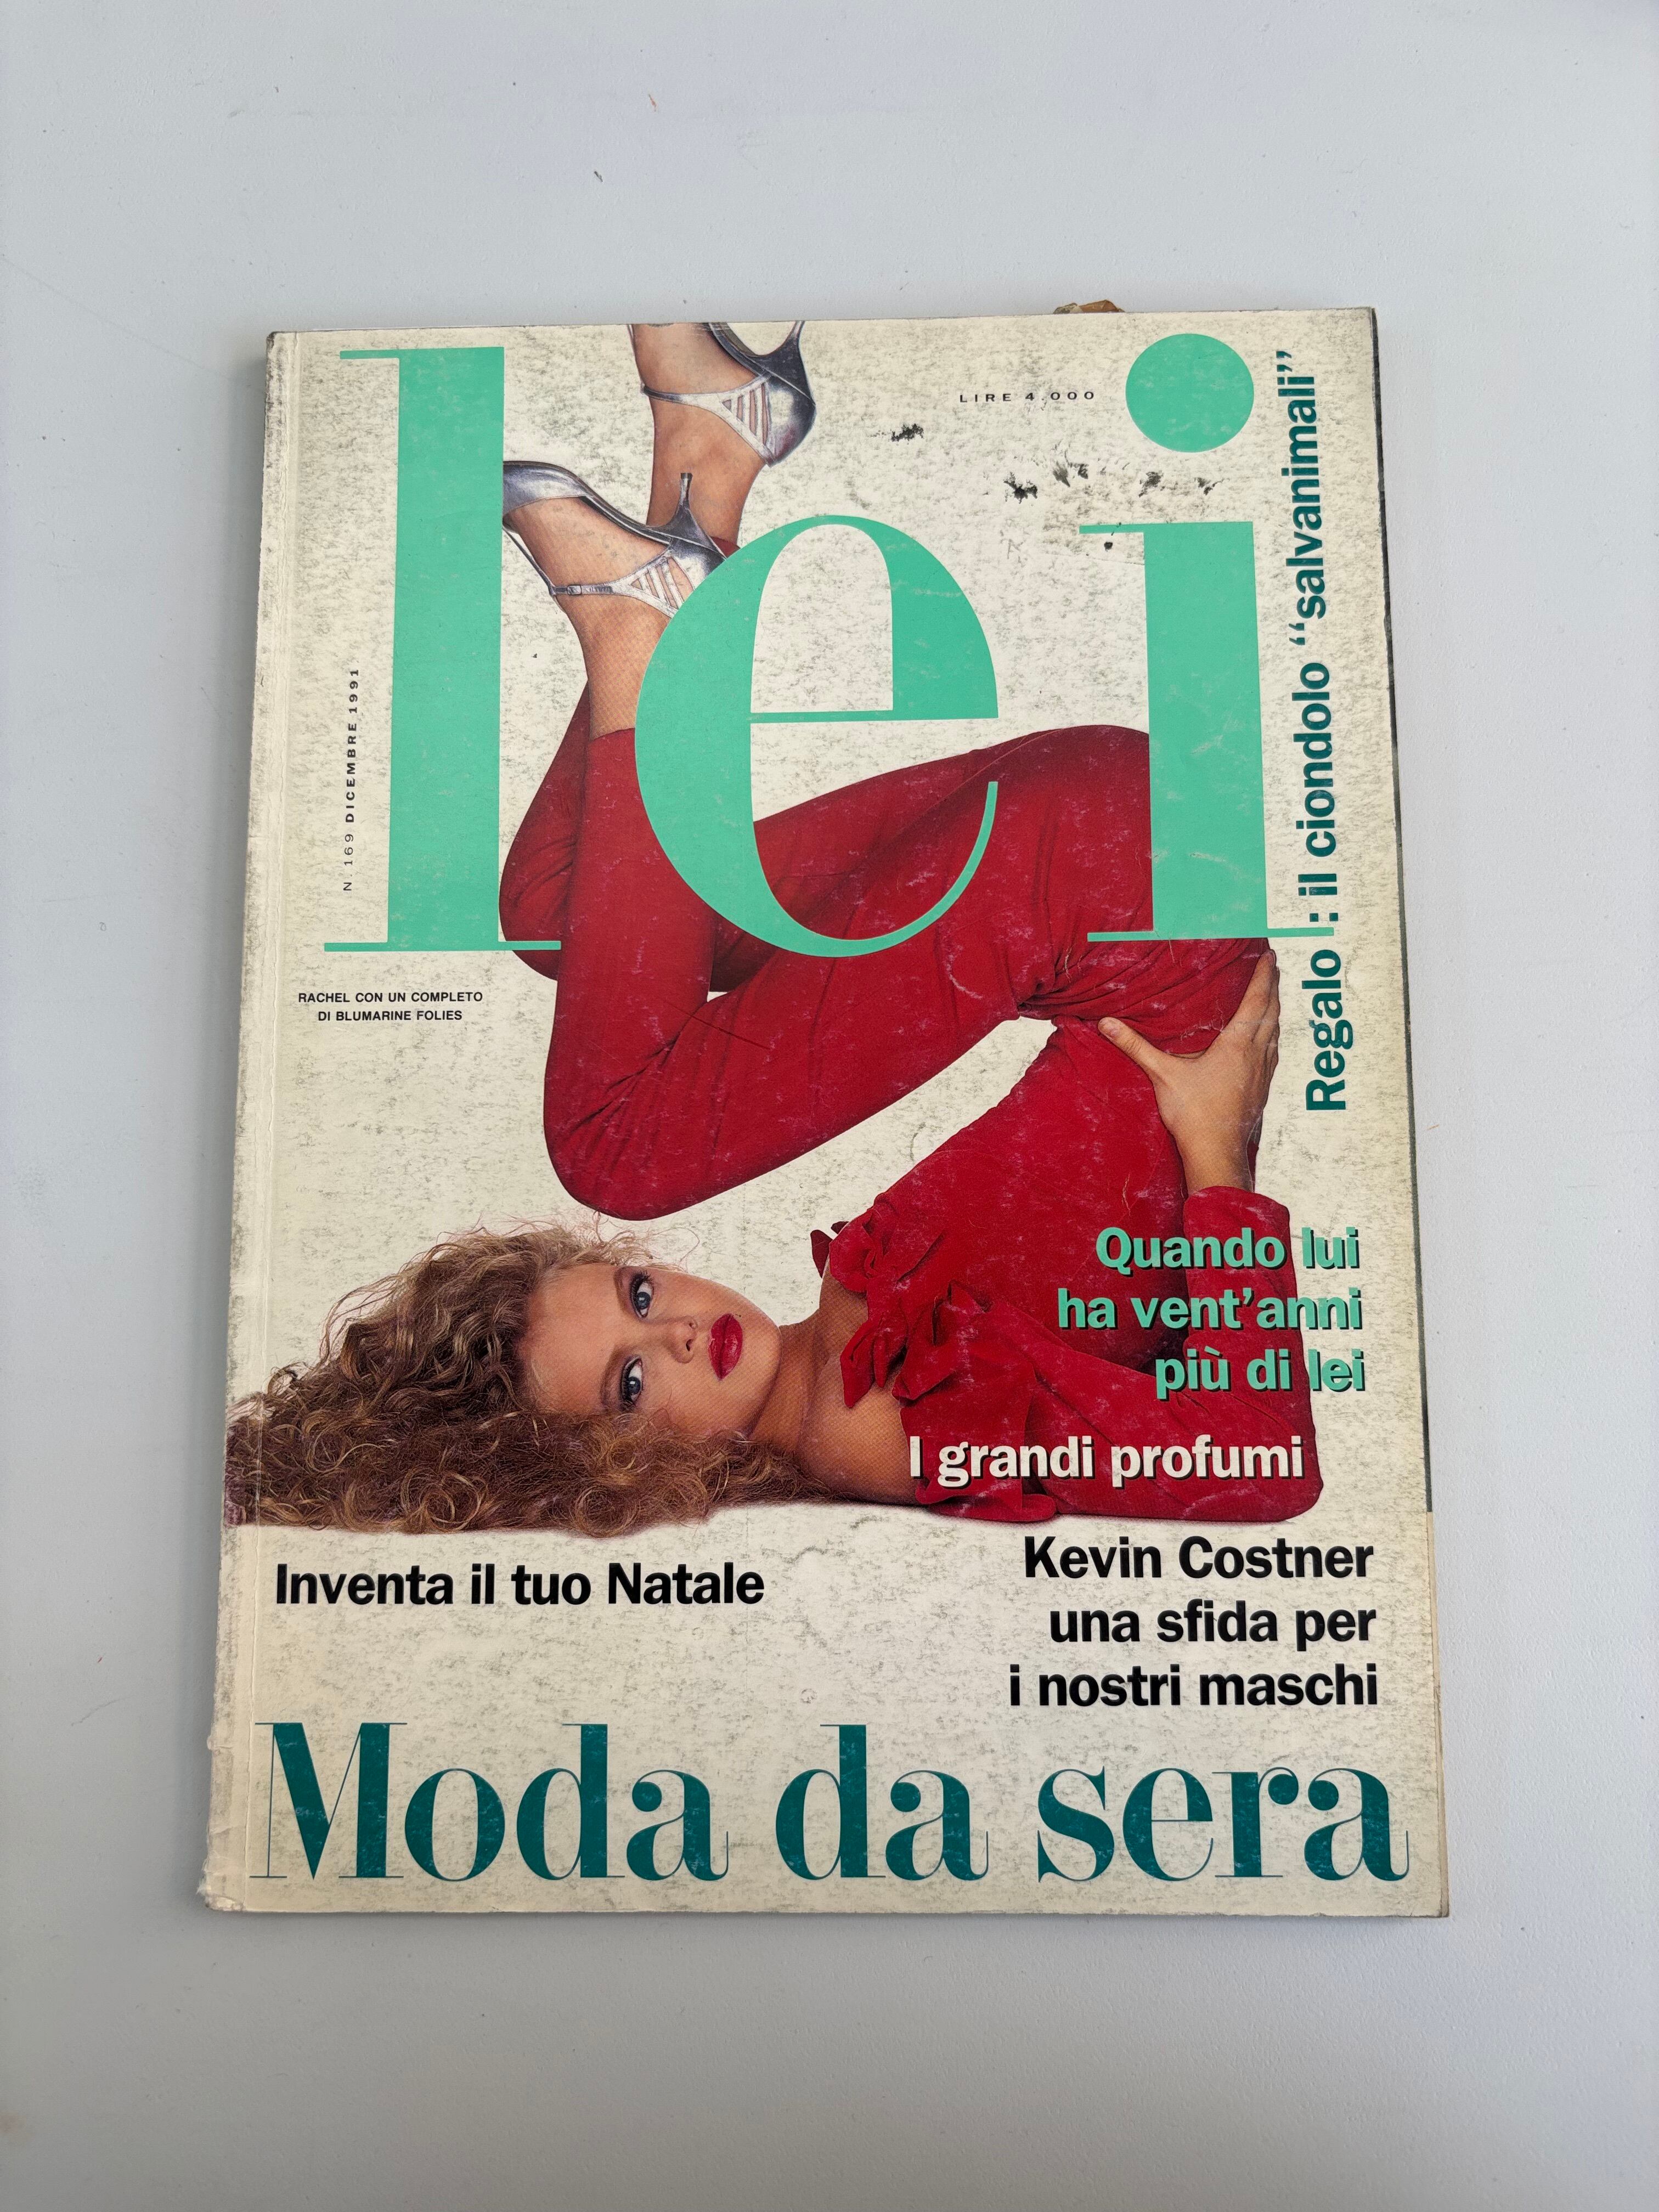 lei
LIRE 4.000
Regalo : il ciondolo “salvanimali”
N. 169 DICEMBRE 1991
RACHEL CON UN COMPLETO
DI BLUMARINE FOLIES
Quando lui
ha vent’anni
più di lei
I grandi profumi
Inventa il tuo Natale
Kevin Costner
una sfida per
i nostri maschi
Moda da sera